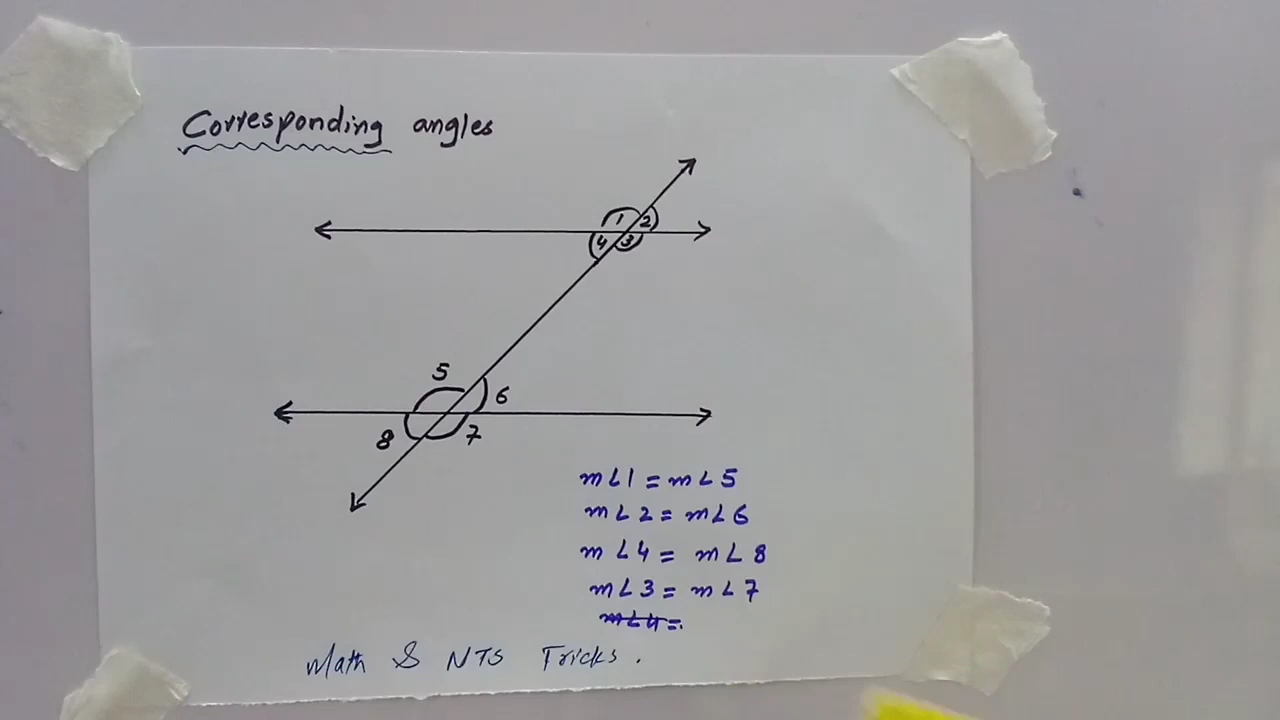 Corresponding angles
1 2
4 3
5
6
8 7
m∠1 = m∠5
m∠2 = m∠6
m∠4 = m∠8
m∠3 = m∠7
m∠4 =
Math & NTS Tricks.